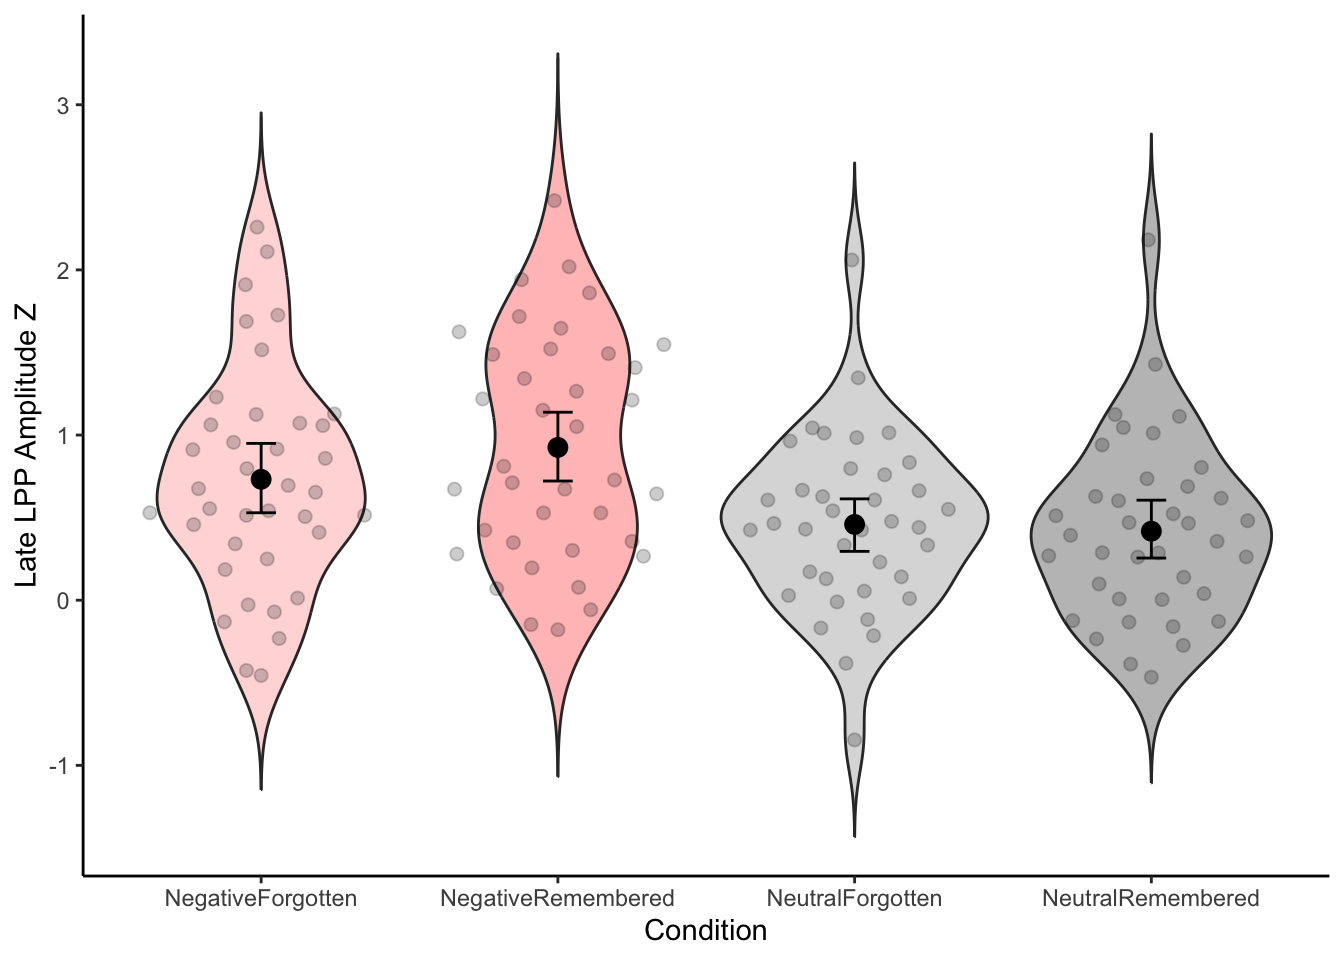 Late LPP Amplitude Z
3
2
1
0
-1
NegativeForgotten
NegativeRemembered
NeutralForgotten
NeutralRemembered
Condition